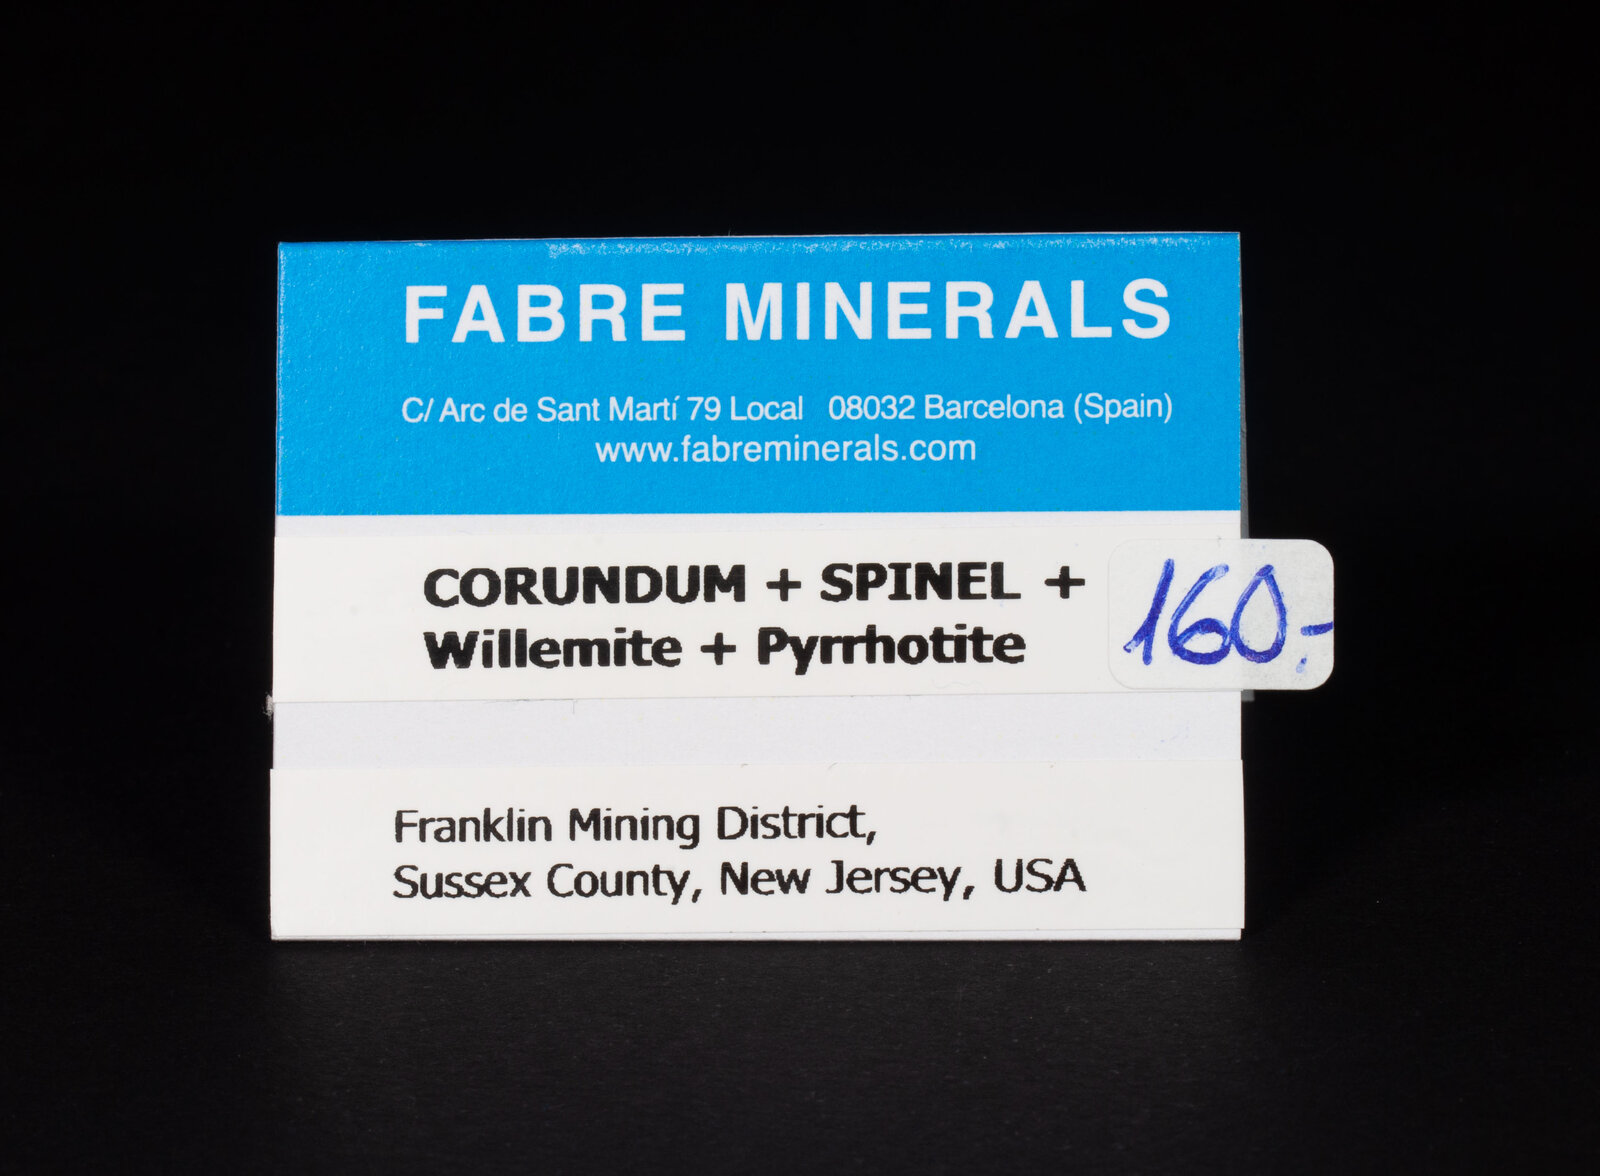 FABRE MINERALS
C/ Arc de Sant Martí 79 Local 08032 Barcelona (Spain)
www.fabreminerals.com
CORUNDUM + SPINEL +
Willemite + Pyrrhotite
160.-
Franklin Mining District,
Sussex County, New Jersey, USA